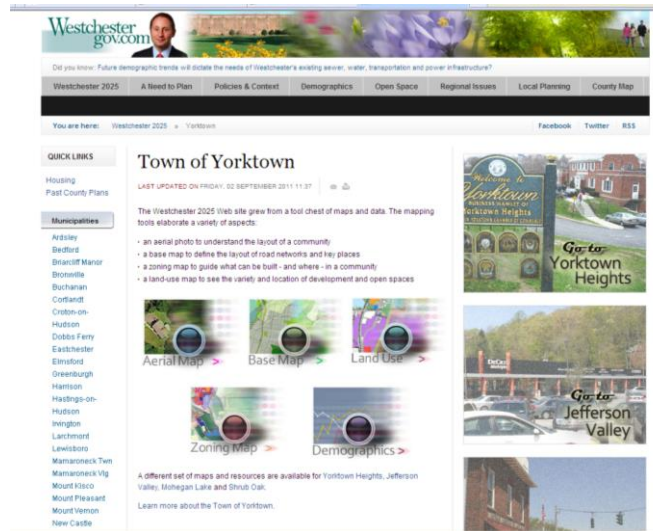 Westchester
gov.com
Did you know: Future demographic trends will dictate the needs of Westchester's existing sewer, water, transportation and power infrastructure?
Westchester 2025 A Need to Plan Policies & Context Demographics Open Space Regional Issues Local Planning County Map
You are here: Westchester 2025 Yorktown Facebook Twitter RSS
QUICK LINKS
Housing
Past County Plans
Municipalities
Ardsley
Bedford
Briarcliff Manor
Bronxville
Buchanan
Cortlandt
Croton-on-
Hudson
Dobbs Ferry
Eastchester
Elmsford
Greenburgh
Harrison
Hastings-on-
Hudson
Irvington
Larchmont
Lewisboro
Mamaroneck Twn
Mamaroneck Vlg
Mount Kisco
Mount Pleasant
Mount Vernon
New Castle
Town of Yorktown
LAST UPDATED ON FRIDAY, 02 SEPTEMBER 2011 11:37
The Westchester 2025 Web site grew from a tool chest of maps and data. The mapping
tools elaborate a variety of aspects:
- an aerial photo to understand the layout of a community
- a base map to define the layout of road networks and key places
- a zoning map to guide what can be built - and where - in a community
- a land-use map to see the variety and location of development and open spaces
Aerial Map > Base Map > Land Use >
Zoning Map > Demographics >
A different set of maps and resources are available for Yorktown Heights, Jefferson
Valley, Mohegan Lake and Shrub Oak.
Learn more about the Town of Yorktown.
Welcome to
Yorktown
BUSINESS HAMLET OF
Yorktown Heights
Go to
Yorktown
Heights
DeCicco
Go to
Jefferson
Valley